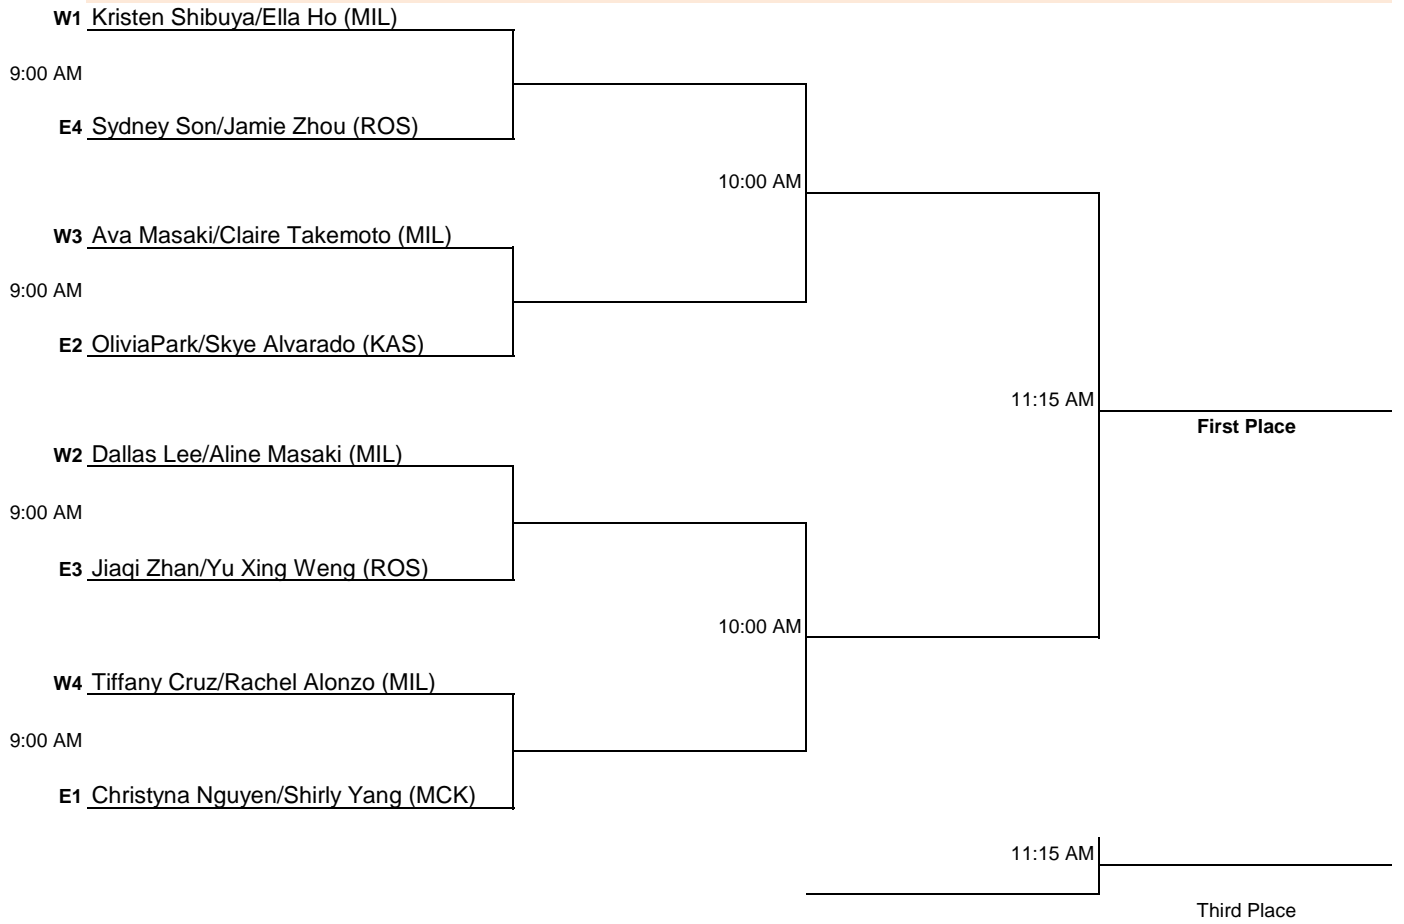 W1 Kristen Shibuya/Ella Ho (MIL)
9:00 AM
E4 Sydney Son/Jamie Zhou (ROS)
10:00 AM
W3 Ava Masaki/Claire Takemoto (MIL)
9:00 AM
E2 OliviaPark/Skye Alvarado (KAS)
11:15 AM
First Place
W2 Dallas Lee/Aline Masaki (MIL)
9:00 AM
E3 Jiaqi Zhan/Yu Xing Weng (ROS)
10:00 AM
W4 Tiffany Cruz/Rachel Alonzo (MIL)
9:00 AM
E1 Christyna Nguyen/Shirly Yang (MCK)
11:15 AM
Third Place